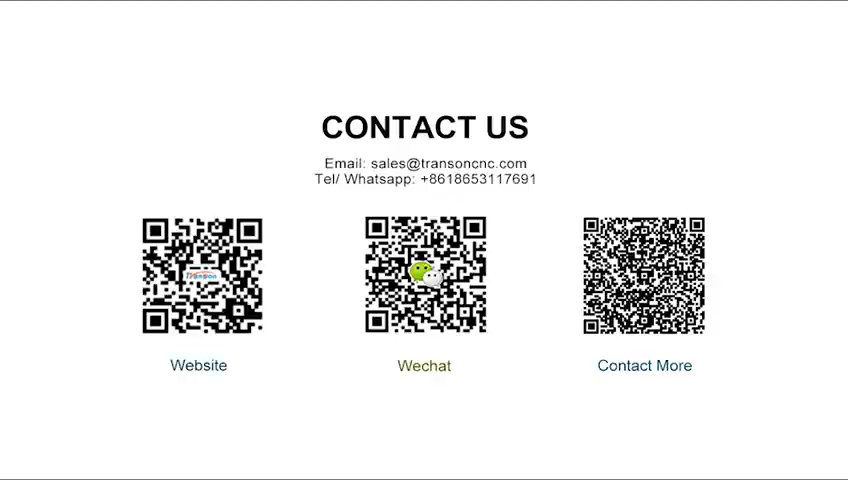 CONTACT US
Email: sales@transoncnc.com
Tel/ Whatsapp: +8618653117691
Website
Wechat
Contact More